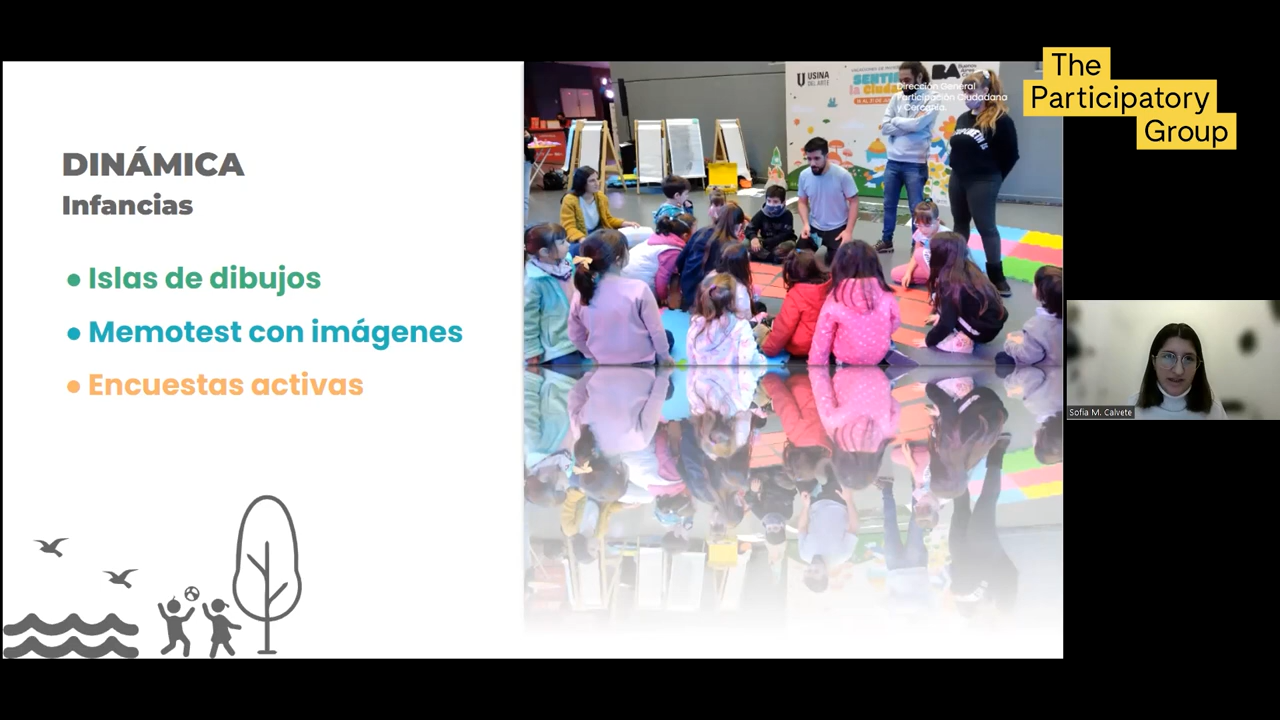 DINÁMICA
Infancias
● Islas de dibujos
● Memotest con imágenes
● Encuestas activas
USINA
DEL ARTE
BA
Dirección General
Participación Ciudadana
y Cercanía.
The
Participatory
Group
Sofia M. Calvete